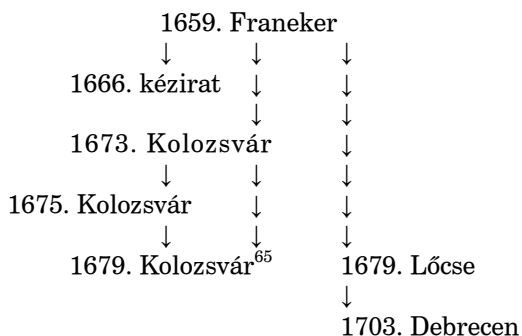 1659. Franeker
↓ ↓ ↓
1666. kézirat ↓ ↓
↓ ↓
1673. Kolozsvár ↓
↓ ↓ ↓
1675. Kolozsvár ↓ ↓
↓ ↓ ↓
1679. Kolozsvár⁶⁵ 1679. Lőcse
↓
1703. Debrecen